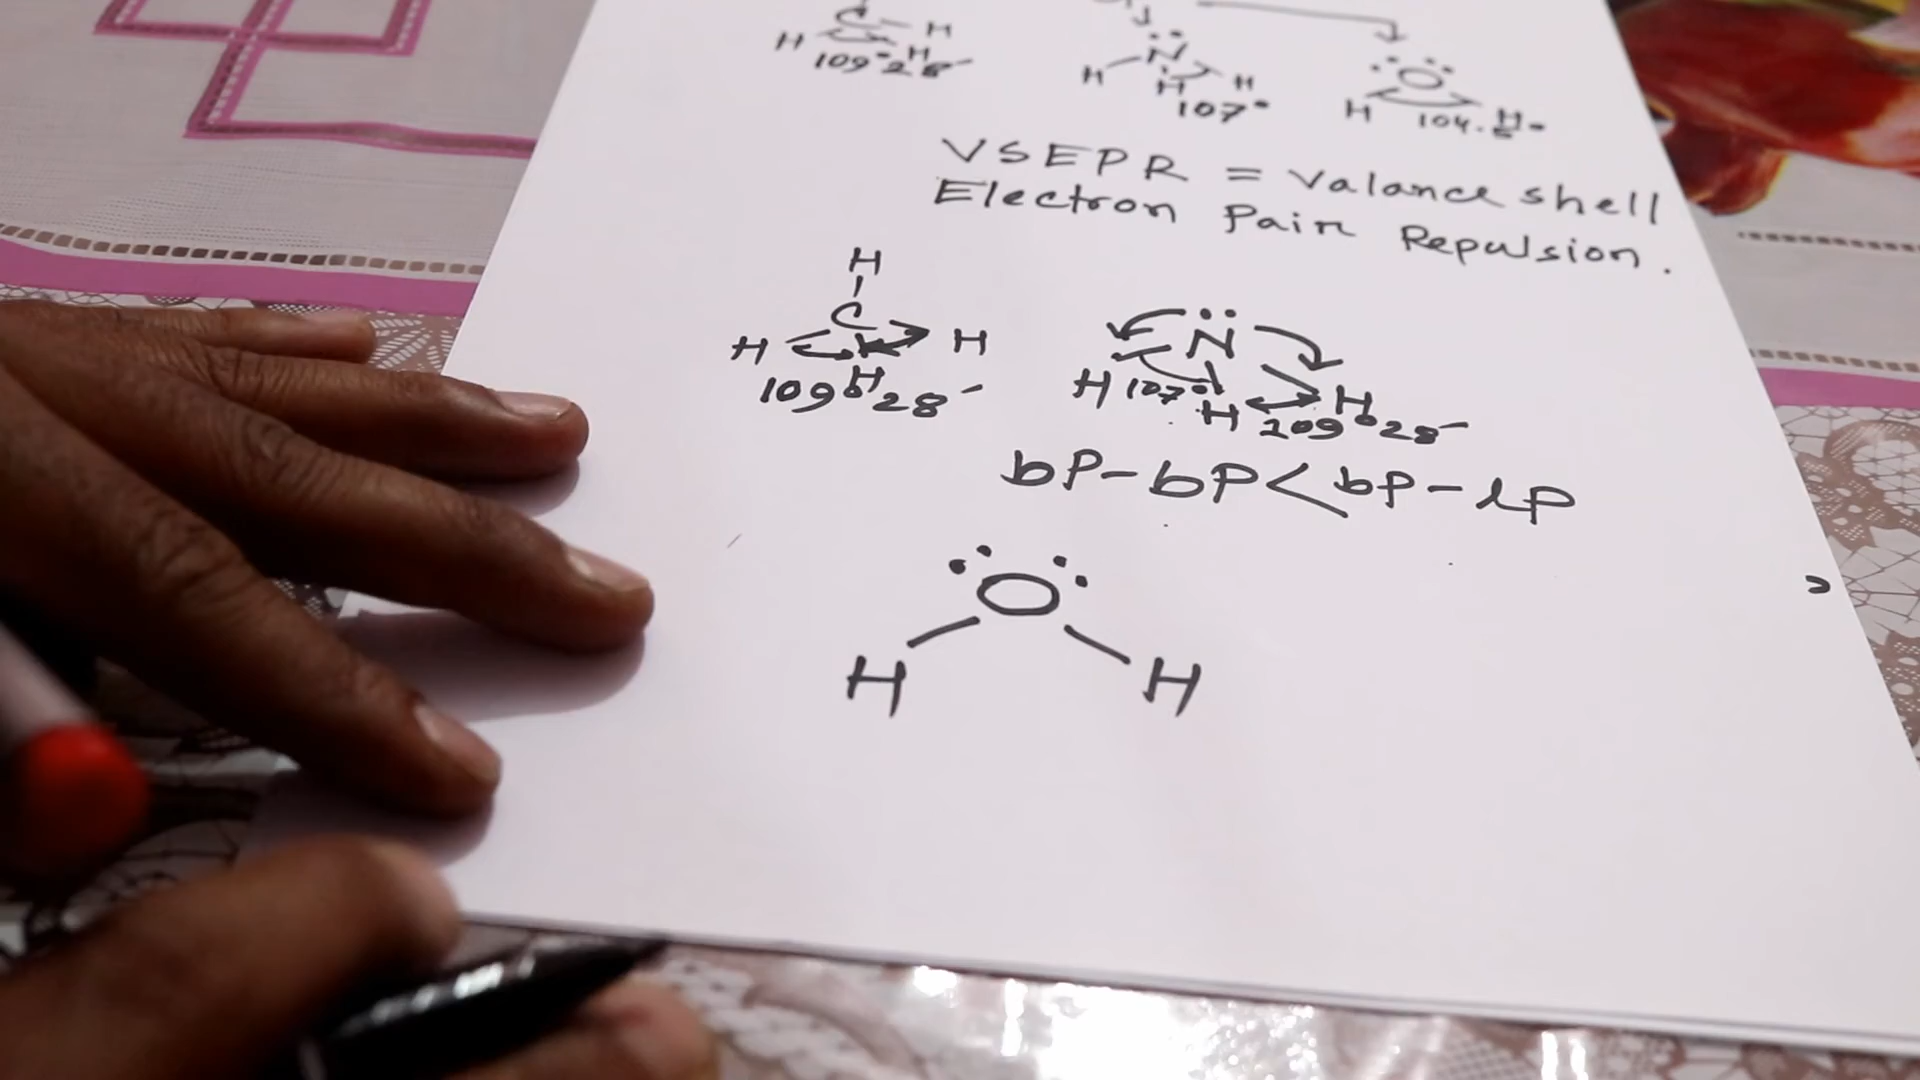 C H
H H
109°28′
N
H H H
107°
O
H H
104.5°
VSEPR = Valance shell
Electron Pair Repulsion.
H
C
H H
H
109°28′
N
H 107° H
H 109°28′
bP-bP<bP-lP
O
H H